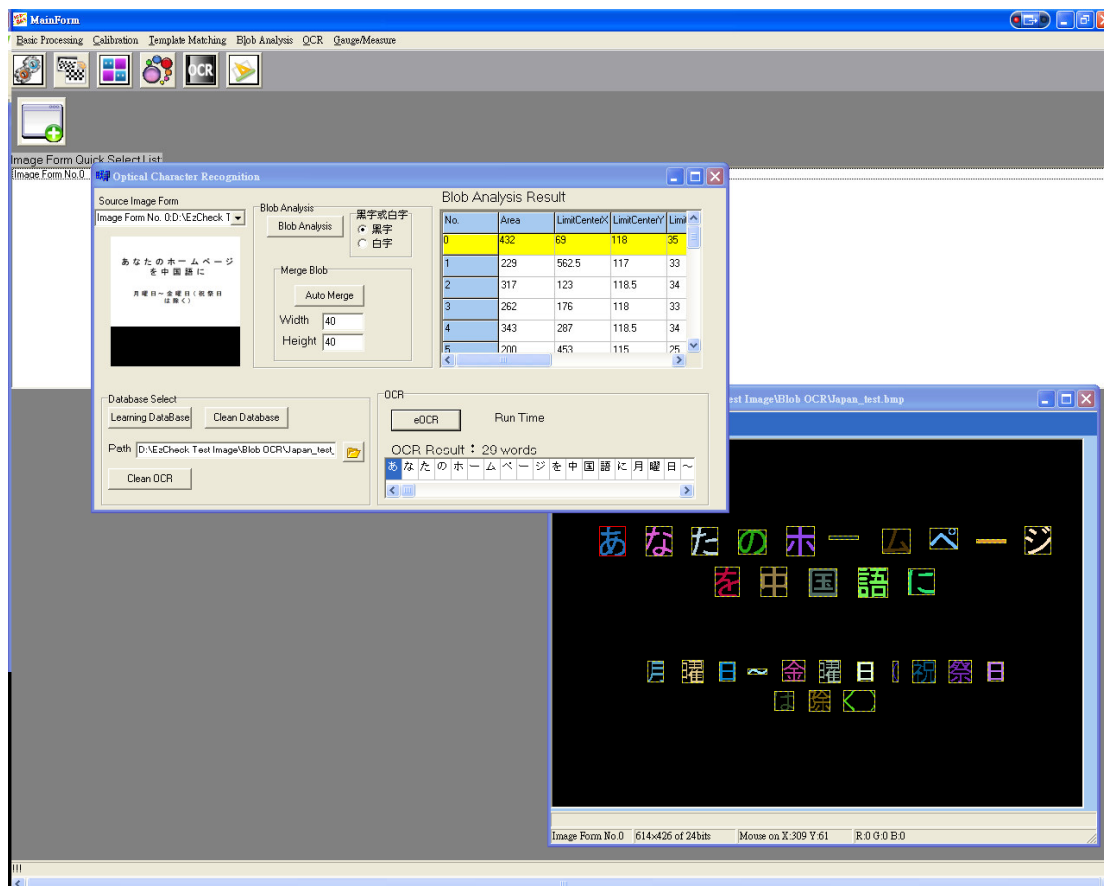 MainForm
Basic Processing Calibration Template Matching Blob Analysis OCR Gauge/Measure
OCR
Image Form Quick Select List
Image Form No.0
Optical Character Recognition
Source Image Form
Image Form No. 0:D:\EzCheck T
あなたのホームページ
を中国語に
月曜日~金曜日(祝祭日
は除く)
Blob Analysis
Blob Analysis
黑字或白字
黑字
白字
Merge Blob
Auto Merge
Width 40
Height 40
Blob Analysis Result
No. Area LimitCenterX LimitCenterY Limi
0 432 69 118 35
1 229 562.5 117 33
2 317 123 118.5 34
3 262 176 118 33
4 343 287 118.5 34
5 200 453 115 25
Database Select
Learning DataBase Clean Database
Path D:\EzCheck Test Image\Blob OCR\Japan_test_
Clean OCR
OCR
eOCR Run Time
OCR Result:29 words
あなたのホームページを中国語に月曜日~
est Image\Blob OCR\Japan_test.bmp
あなたのホームページ
を中国語に
月曜日~金曜日(祝祭日
は除く)
Image Form No.0 614x426 of 24bits Mouse on X:309 Y:61 R:0 G:0 B:0
!!!